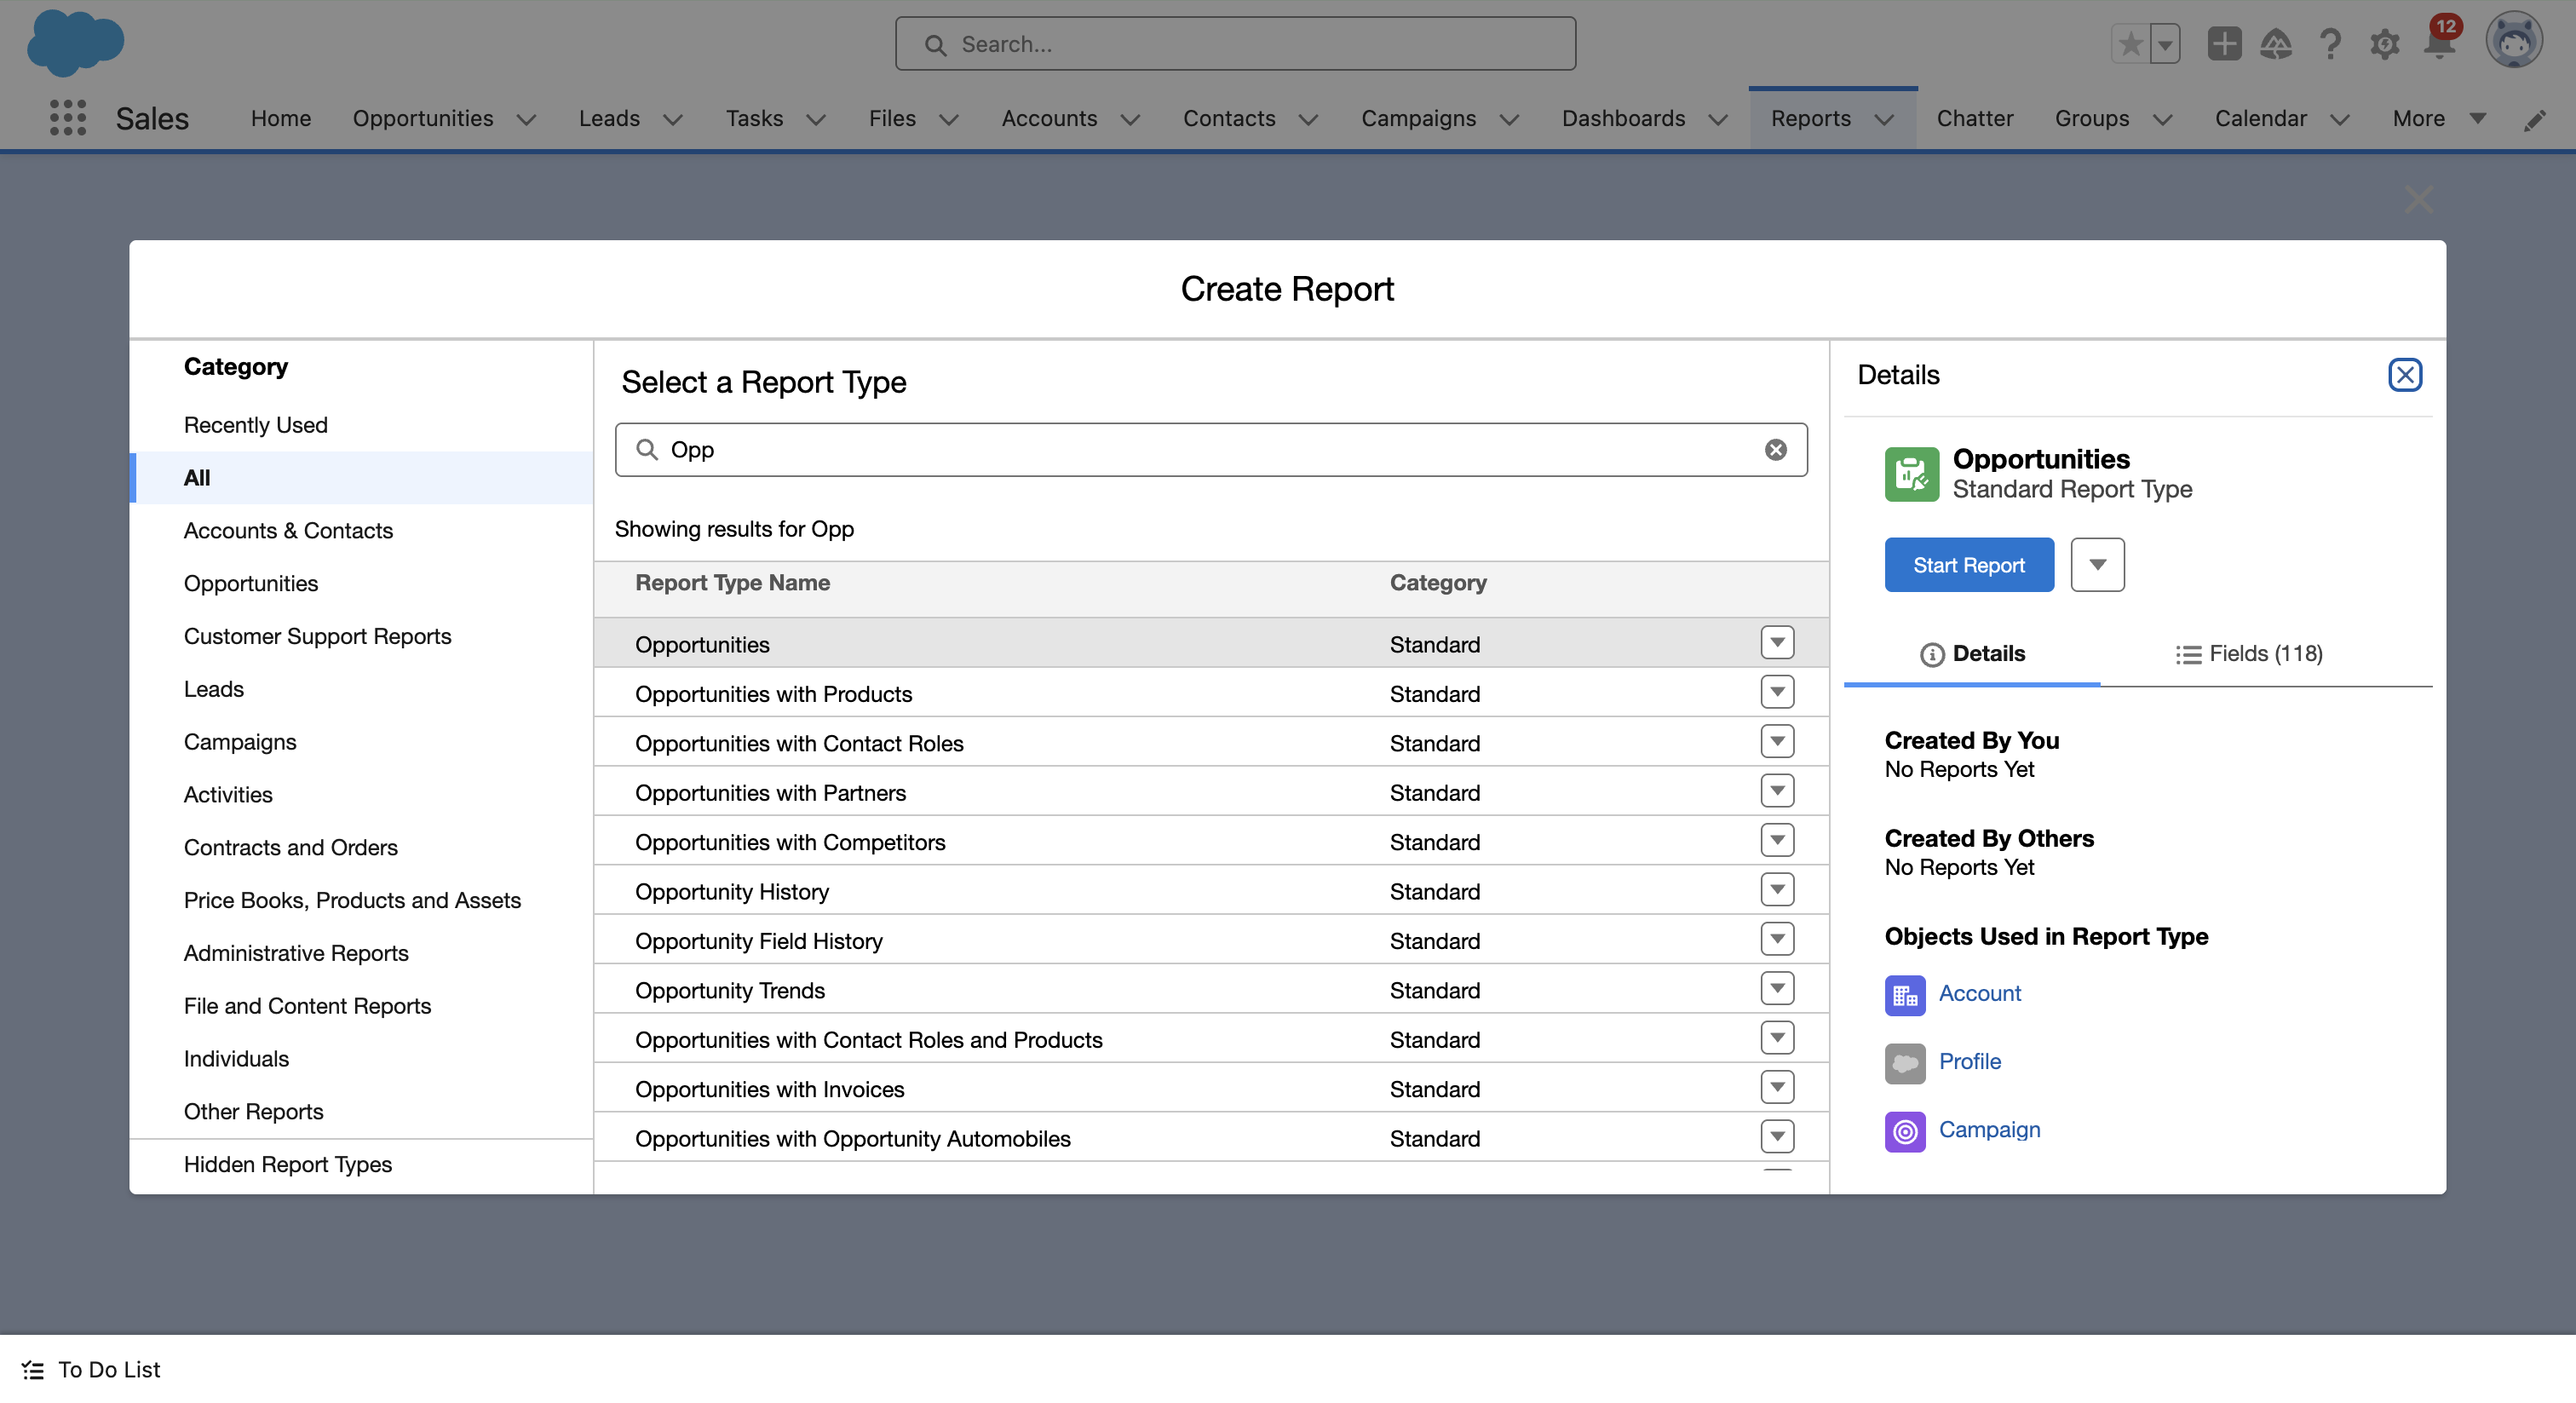 Search...
12
Sales
Home
Opportunities
Leads
Tasks
Files
Accounts
Contacts
Campaigns
Dashboards
Reports
Chatter
Groups
Calendar
More
Create Report
Category
Recently Used
All
Accounts & Contacts
Opportunities
Customer Support Reports
Leads
Campaigns
Activities
Contracts and Orders
Price Books, Products and Assets
Administrative Reports
File and Content Reports
Individuals
Other Reports
Hidden Report Types
Select a Report Type
Opp
Showing results for Opp
Report Type Name Category
Opportunities Standard
Opportunities with Products Standard
Opportunities with Contact Roles Standard
Opportunities with Partners Standard
Opportunities with Competitors Standard
Opportunity History Standard
Opportunity Field History Standard
Opportunity Trends Standard
Opportunities with Contact Roles and Products Standard
Opportunities with Invoices Standard
Opportunities with Opportunity Automobiles Standard
Details
Opportunities
Standard Report Type
Start Report
Details
Fields (118)
Created By You
No Reports Yet
Created By Others
No Reports Yet
Objects Used in Report Type
Account
Profile
Campaign
To Do List